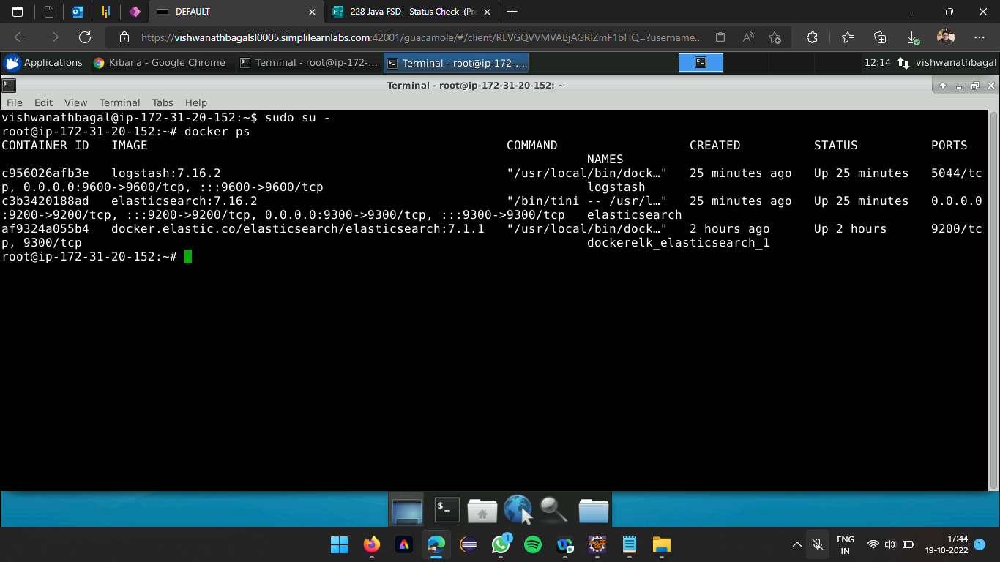 DEFAULT
228 Java FSD - Status Check (Pre
https://vishwanathbagalsl0005.simplilearnlabs.com:42001/guacamole/#/client/REVGQVVMVABjAGRlZmF1bHQ=?username...
Applications
Kibana - Google Chrome
Terminal - root@ip-172-...
Terminal - root@ip-172-...
12:14
vishwanathbagal
Terminal - root@ip-172-31-20-152: ~
File Edit View Terminal Tabs Help
vishwanathbagal@ip-172-31-20-152:~$ sudo su -
root@ip-172-31-20-152:~# docker ps
CONTAINER ID   IMAGE                                                 COMMAND                  CREATED          STATUS          PORTS
NAMES
c956026afb3e   logstash:7.16.2                                       "/usr/local/bin/dock…"   25 minutes ago   Up 25 minutes   5044/tc
p, 0.0.0.0:9600->9600/tcp, :::9600->9600/tcp                                    logstash
c3b3420188ad   elasticsearch:7.16.2                                  "/bin/tini -- /usr/l…"   25 minutes ago   Up 25 minutes   0.0.0.0
:9200->9200/tcp, :::9200->9200/tcp, 0.0.0.0:9300->9300/tcp, :::9300->9300/tcp   elasticsearch
af9324a055b4   docker.elastic.co/elasticsearch/elasticsearch:7.1.1   "/usr/local/bin/dock…"   2 hours ago      Up 2 hours      9200/tc
p, 9300/tcp                                                                     dockerelk_elasticsearch_1
root@ip-172-31-20-152:~#
ENG
IN
17:44
19-10-2022
1
1